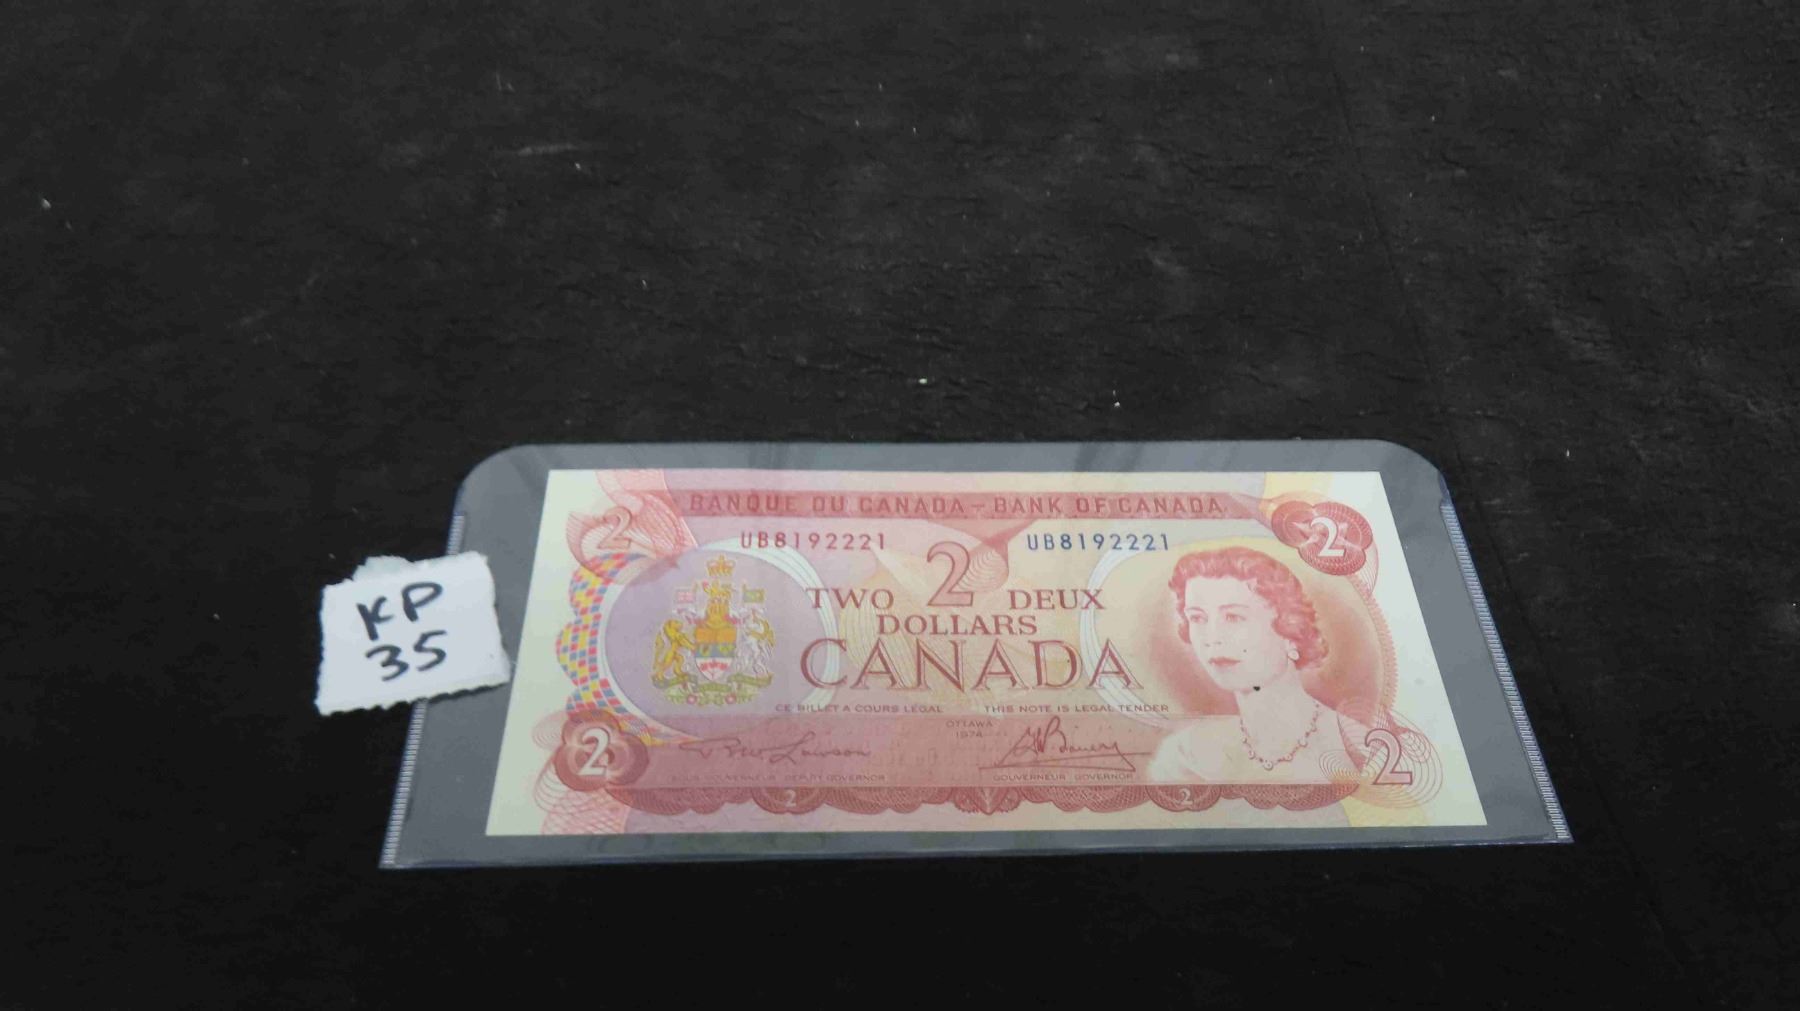 KP
35
BANQUE DU CANADA - BANK OF CANADA
2 2
UB8192221 UB8192221
2
TWO DEUX
DOLLARS
CANADA
CE BILLET A COURS LEGAL THIS NOTE IS LEGAL TENDER
OTTAWA
1974
2 Lawson Bouey 2
SOUS-GOUVERNEUR DEPUTY GOVERNOR GOUVERNEUR GOVERNOR
2 2